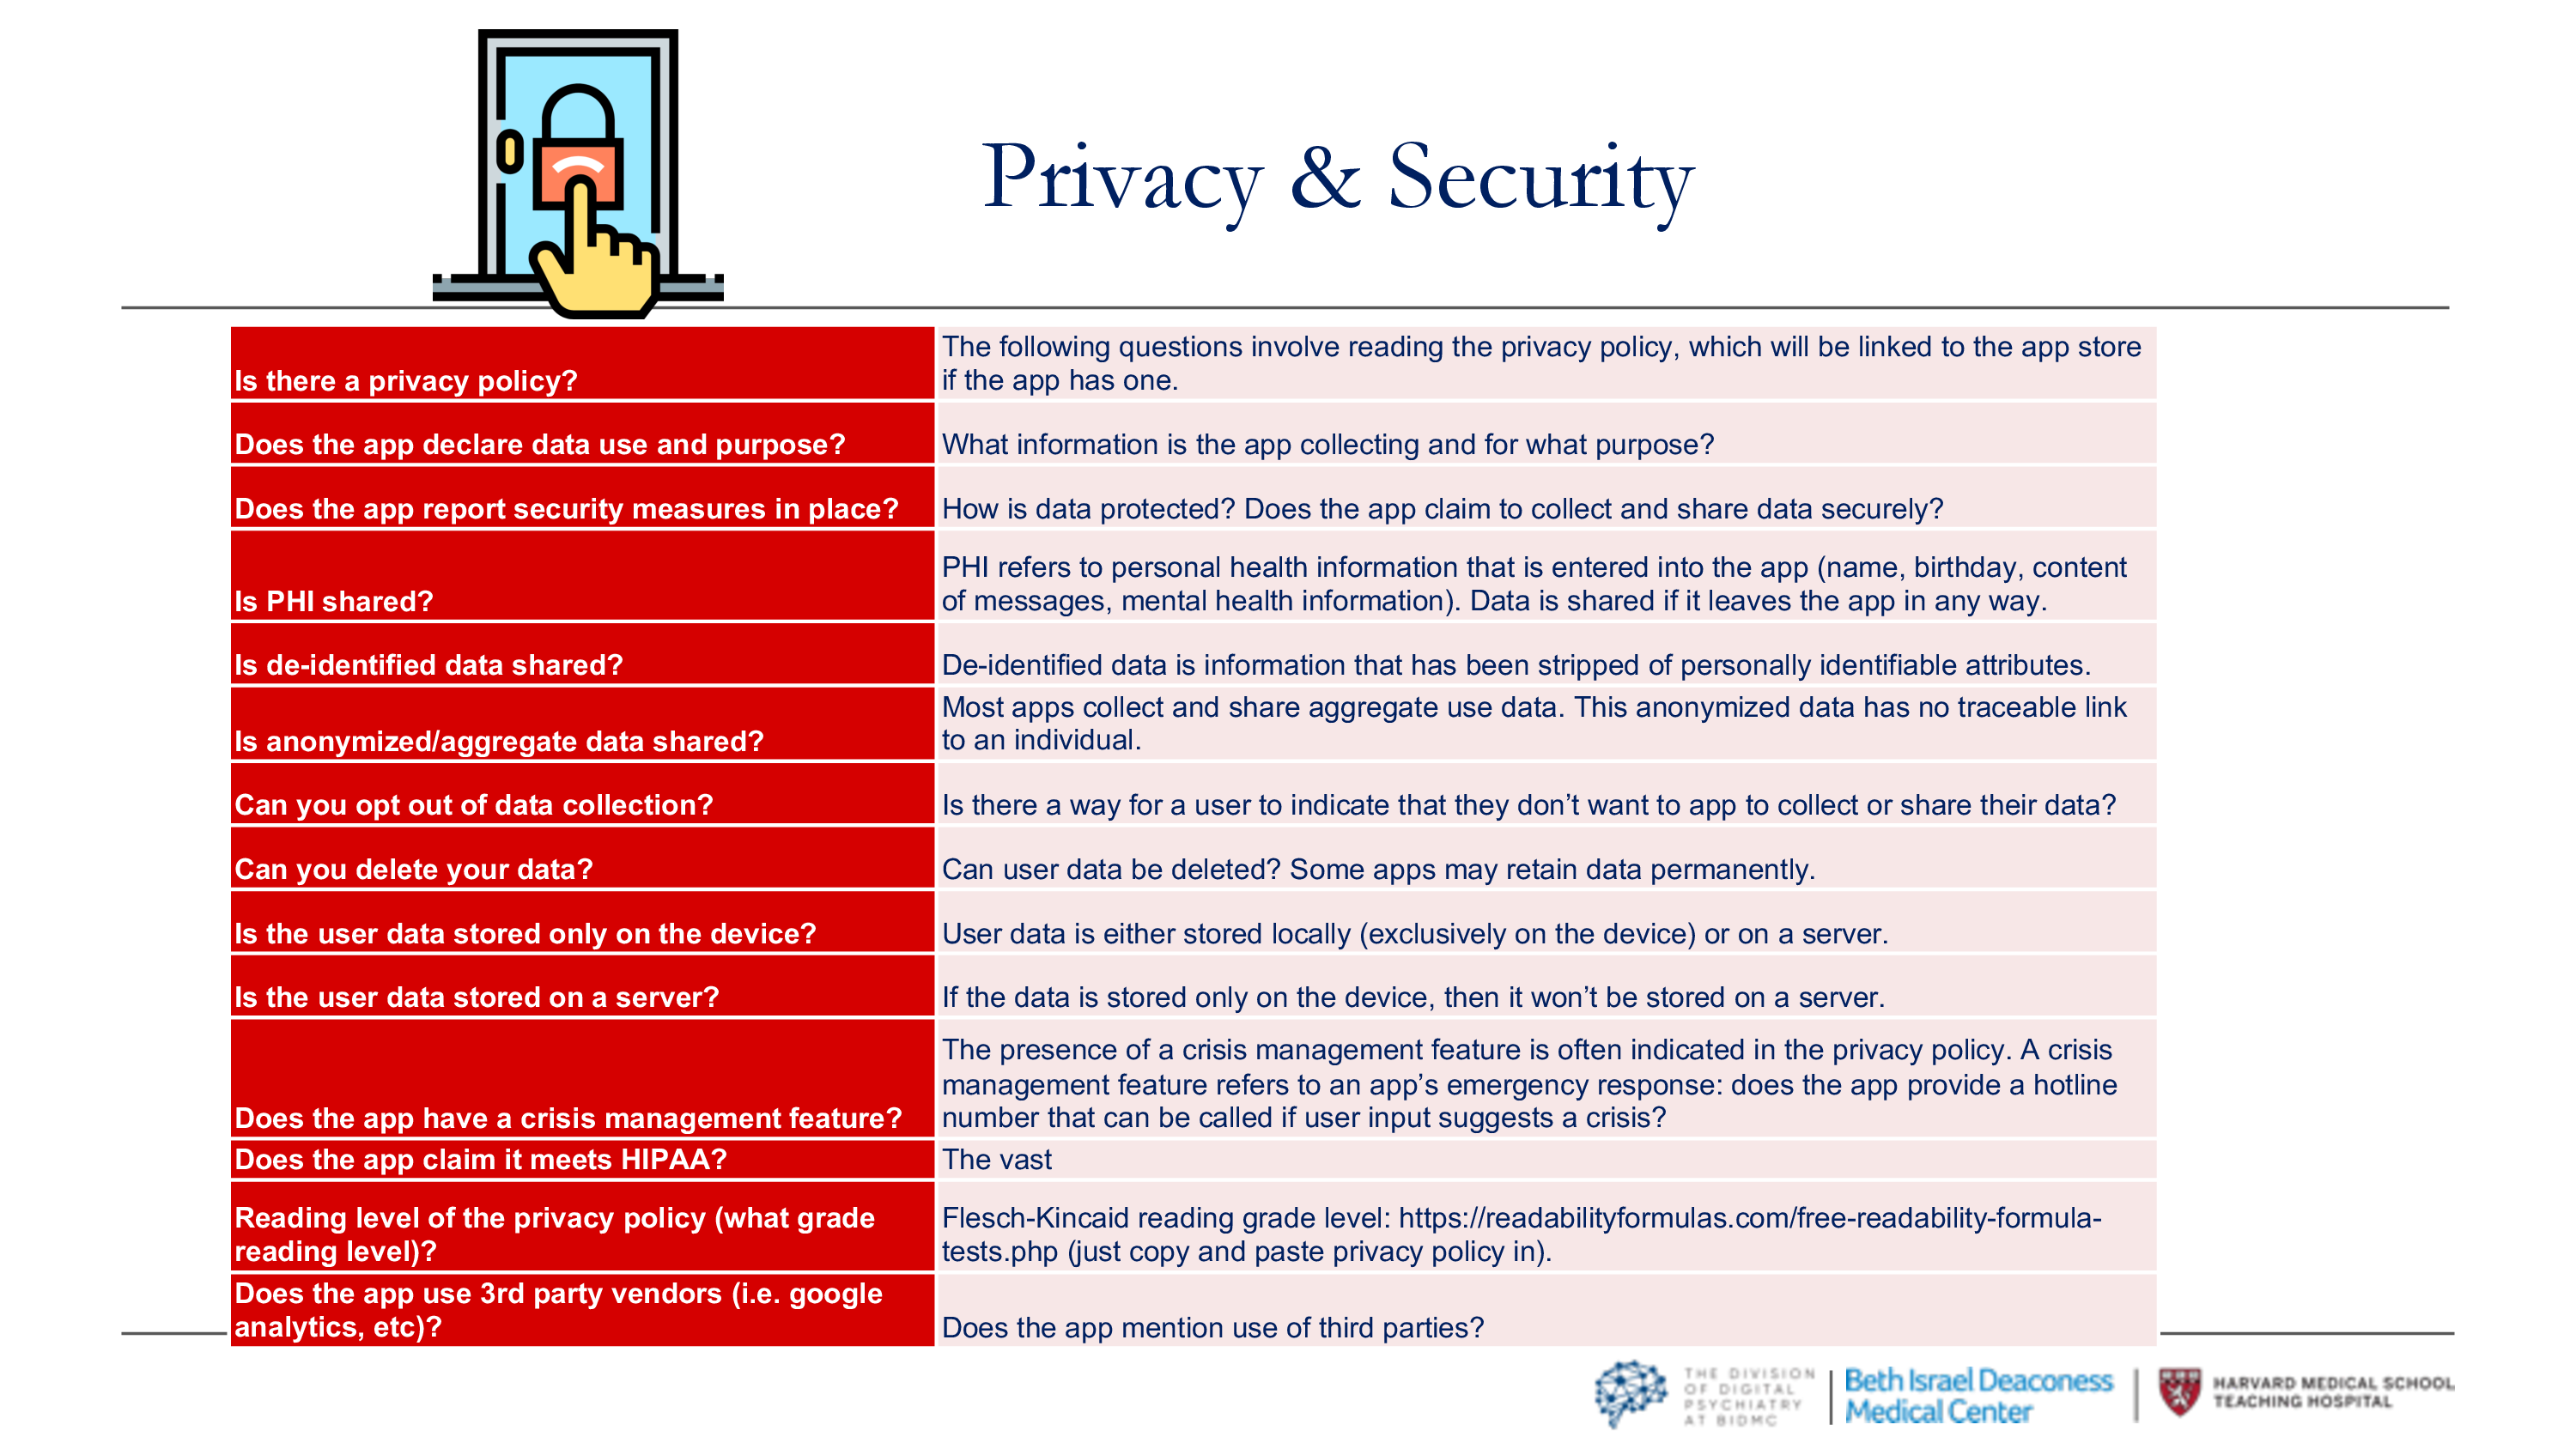 Privacy & Security
Is there a privacy policy?
The following questions involve reading the privacy policy, which will be linked to the app store
if the app has one.
Does the app declare data use and purpose?
What information is the app collecting and for what purpose?
Does the app report security measures in place?
How is data protected? Does the app claim to collect and share data securely?
Is PHI shared?
PHI refers to personal health information that is entered into the app (name, birthday, content
of messages, mental health information). Data is shared if it leaves the app in any way.
Is de-identified data shared?
De-identified data is information that has been stripped of personally identifiable attributes.
Is anonymized/aggregate data shared?
Most apps collect and share aggregate use data. This anonymized data has no traceable link
to an individual.
Can you opt out of data collection?
Is there a way for a user to indicate that they don’t want to app to collect or share their data?
Can you delete your data?
Can user data be deleted? Some apps may retain data permanently.
Is the user data stored only on the device?
User data is either stored locally (exclusively on the device) or on a server.
Is the user data stored on a server?
If the data is stored only on the device, then it won’t be stored on a server.
Does the app have a crisis management feature?
The presence of a crisis management feature is often indicated in the privacy policy. A crisis
management feature refers to an app’s emergency response: does the app provide a hotline
number that can be called if user input suggests a crisis?
Does the app claim it meets HIPAA?
The vast
Reading level of the privacy policy (what grade
reading level)?
Flesch-Kincaid reading grade level: https://readabilityformulas.com/free-readability-formula-
tests.php (just copy and paste privacy policy in).
Does the app use 3rd party vendors (i.e. google
analytics, etc)?
Does the app mention use of third parties?
THE DIVISION
OF DIGITAL
PSYCHIATRY
AT BIDMC
Beth Israel Deaconess
Medical Center
HARVARD MEDICAL SCHOOL
TEACHING HOSPITAL